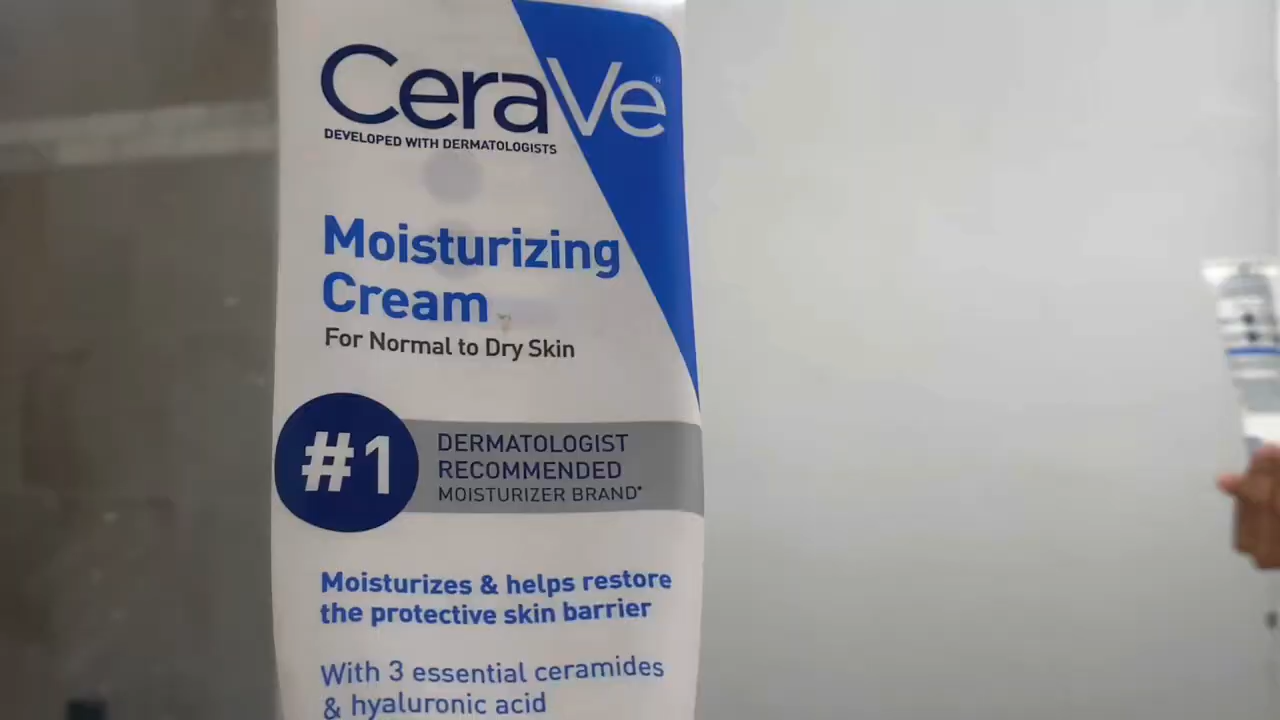 CeraVe®
DEVELOPED WITH DERMATOLOGISTS
Moisturizing
Cream
For Normal to Dry Skin
#1
DERMATOLOGIST
RECOMMENDED
MOISTURIZER BRAND*
Moisturizes & helps restore
the protective skin barrier
With 3 essential ceramides
& hyaluronic acid